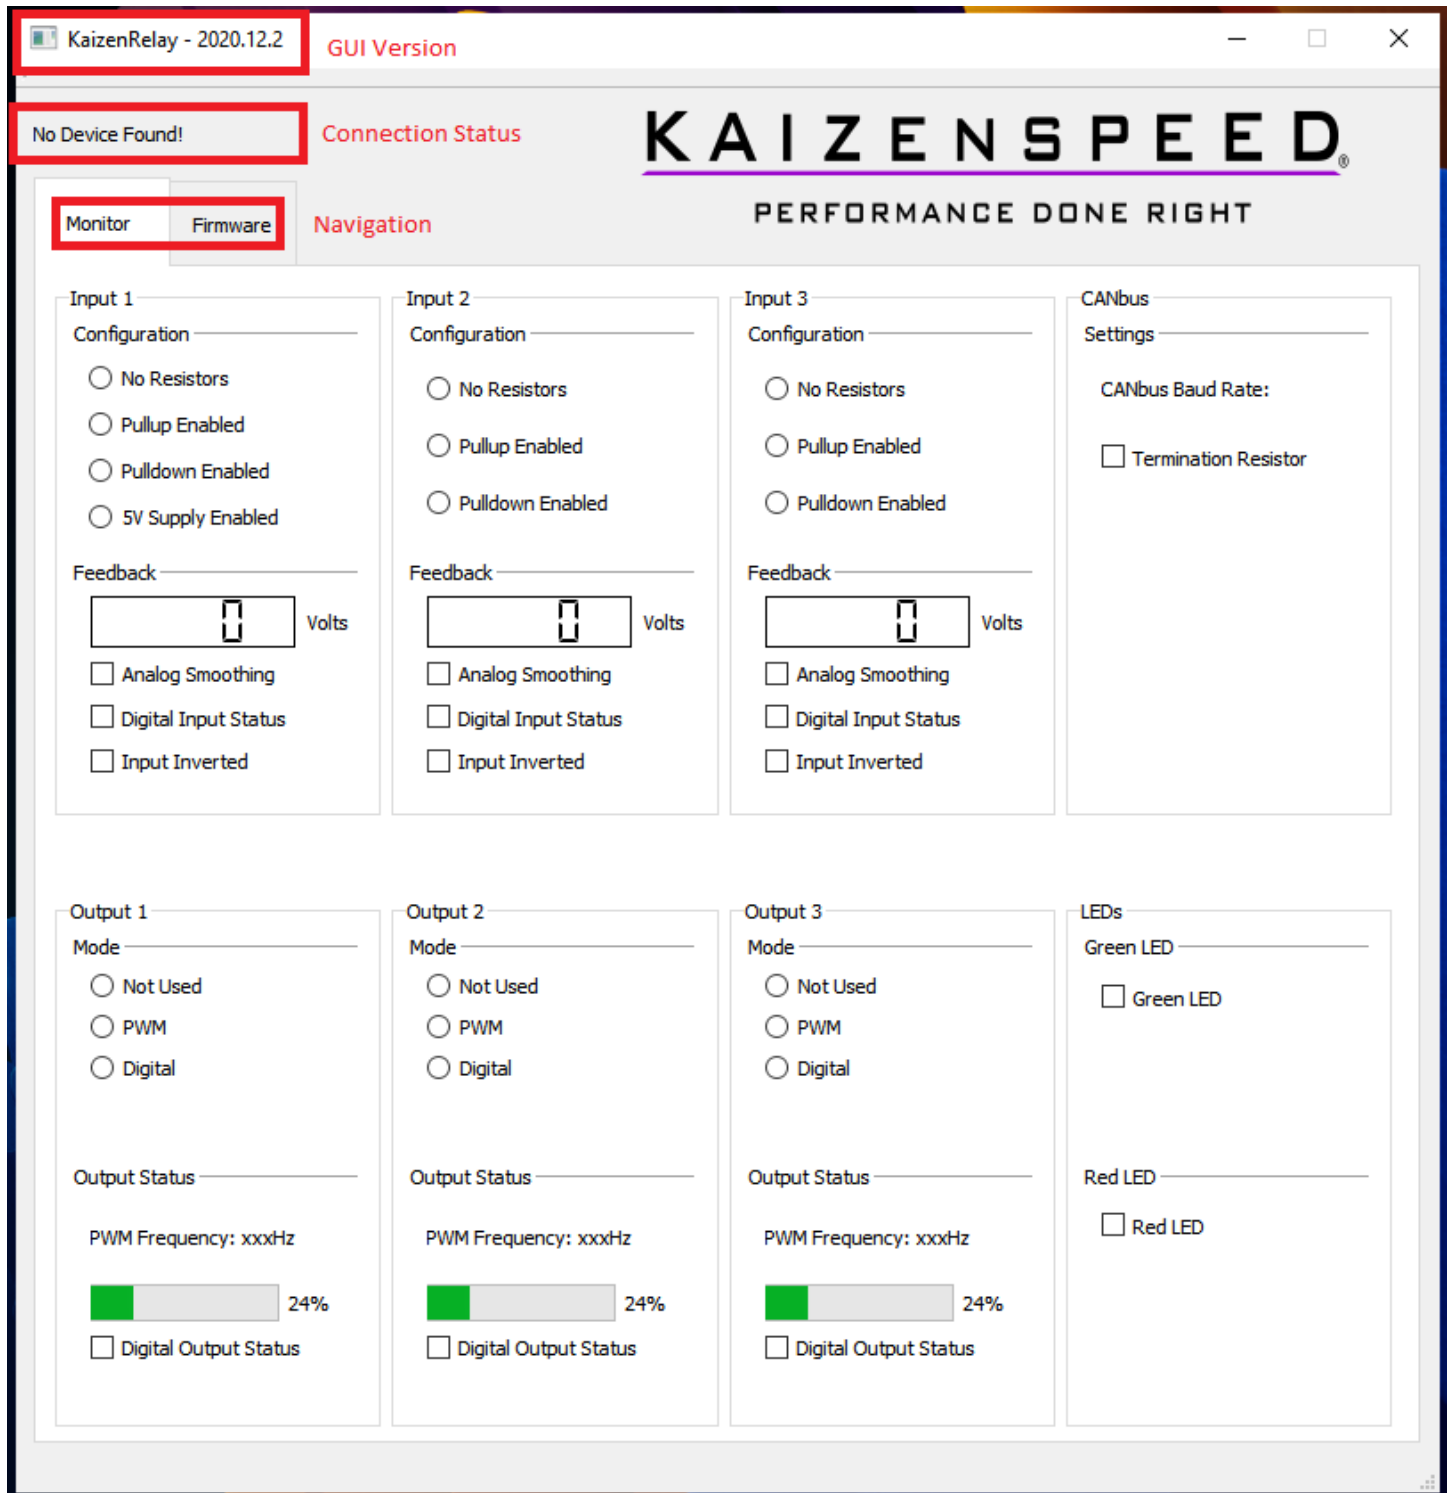 KaizenRelay - 2020.12.2
GUI Version
No Device Found!
Connection Status
KAIZENSPEED®
PERFORMANCE DONE RIGHT
Monitor
Firmware
Navigation
Input 1
Configuration
No Resistors
Pullup Enabled
Pulldown Enabled
5V Supply Enabled
Feedback
0 Volts
Analog Smoothing
Digital Input Status
Input Inverted
Input 2
Configuration
No Resistors
Pullup Enabled
Pulldown Enabled
Feedback
0 Volts
Analog Smoothing
Digital Input Status
Input Inverted
Input 3
Configuration
No Resistors
Pullup Enabled
Pulldown Enabled
Feedback
0 Volts
Analog Smoothing
Digital Input Status
Input Inverted
CANbus
Settings
CANbus Baud Rate:
Termination Resistor
Output 1
Mode
Not Used
PWM
Digital
Output Status
PWM Frequency: xxxHz
24%
Digital Output Status
Output 2
Mode
Not Used
PWM
Digital
Output Status
PWM Frequency: xxxHz
24%
Digital Output Status
Output 3
Mode
Not Used
PWM
Digital
Output Status
PWM Frequency: xxxHz
24%
Digital Output Status
LEDs
Green LED
Green LED
Red LED
Red LED